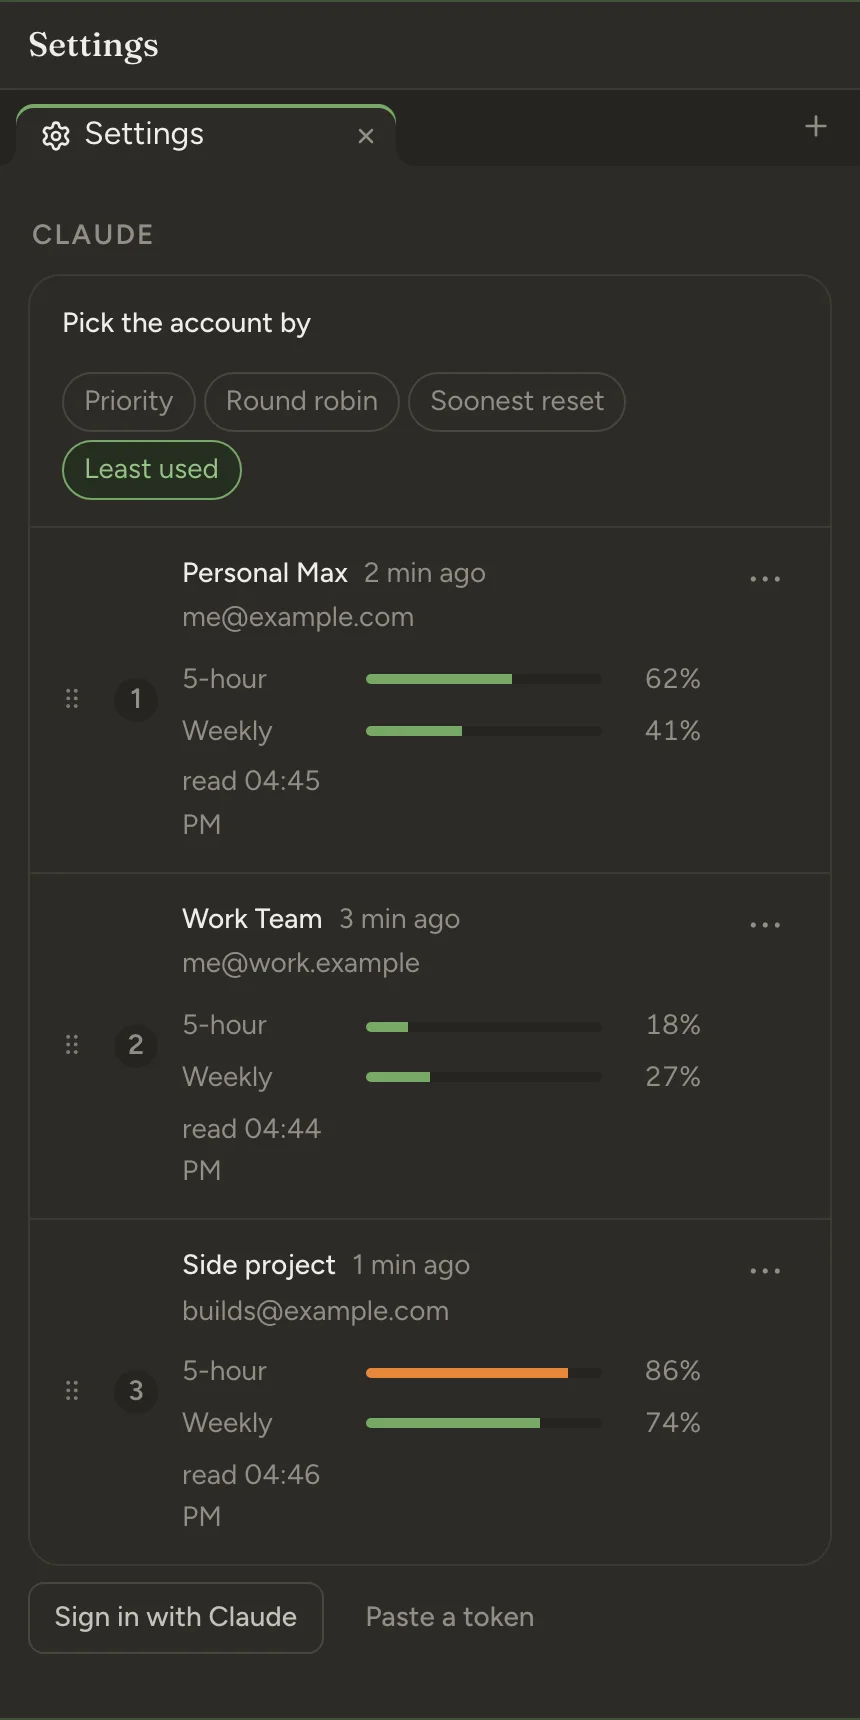 Settings
Settings
CLAUDE
Pick the account by
Priority
Round robin
Soonest reset
Least used
Personal Max 2 min ago
me@example.com
1
5-hour 62%
Weekly 41%
read 04:45
PM
Work Team 3 min ago
me@work.example
2
5-hour 18%
Weekly 27%
read 04:44
PM
Side project 1 min ago
builds@example.com
3
5-hour 86%
Weekly 74%
read 04:46
PM
Sign in with Claude
Paste a token